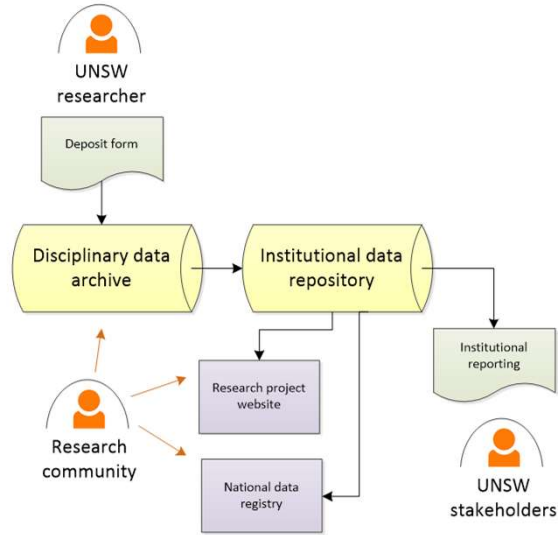 UNSW
researcher
Deposit form
Disciplinary data
archive
Institutional data
repository
Institutional
reporting
Research project
website
Research
community
National data
registry
UNSW
stakeholders